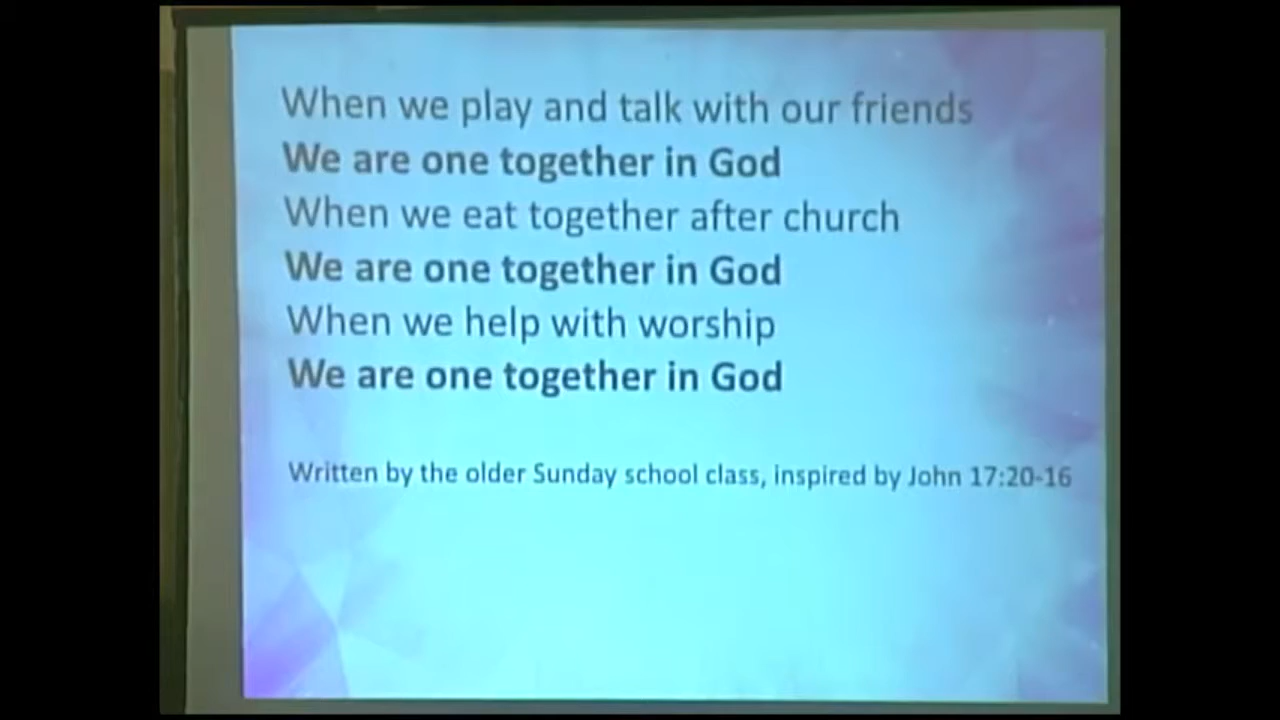 When we play and talk with our friends
We are one together in God
When we eat together after church
We are one together in God
When we help with worship
We are one together in God
Written by the older Sunday school class, inspired by John 17:20-16